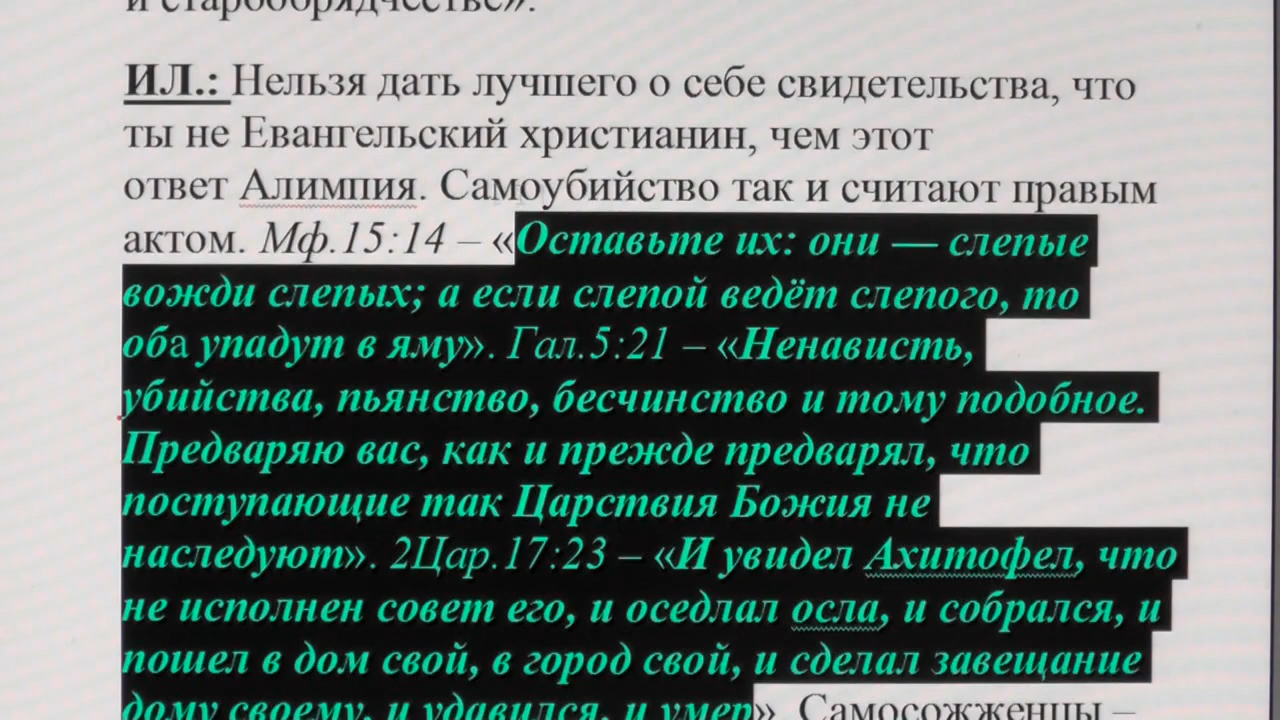 и старообрядчестве».
ИЛ.: Нельзя дать лучшего о себе свидетельства, что
ты не Евангельский христианин, чем этот
ответ Алимпия. Самоубийство так и считают правым
актом. Мф.15:14 – «Оставьте их: они — слепые
вожди слепых; а если слепой ведёт слепого, то
оба упадут в яму». Гал.5:21 – «Ненависть,
убийства, пьянство, бесчинство и тому подобное.
Предваряю вас, как и прежде предварял, что
поступающие так Царствия Божия не
наследуют». 2Цар.17:23 – «И увидел Ахитофел, что
не исполнен совет его, и оседлал осла, и собрался, и
пошел в дом свой, в город свой, и сделал завещание
дому своему, и удавился, и умер». Самосожженцы –